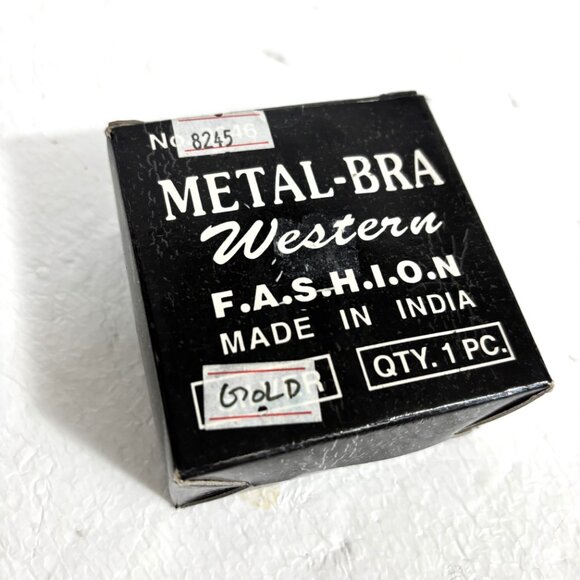 No 8245
METAL-BRA
Western
F.A.S.H.I.O.N
MADE IN INDIA
GOLD QTY. 1 PC.